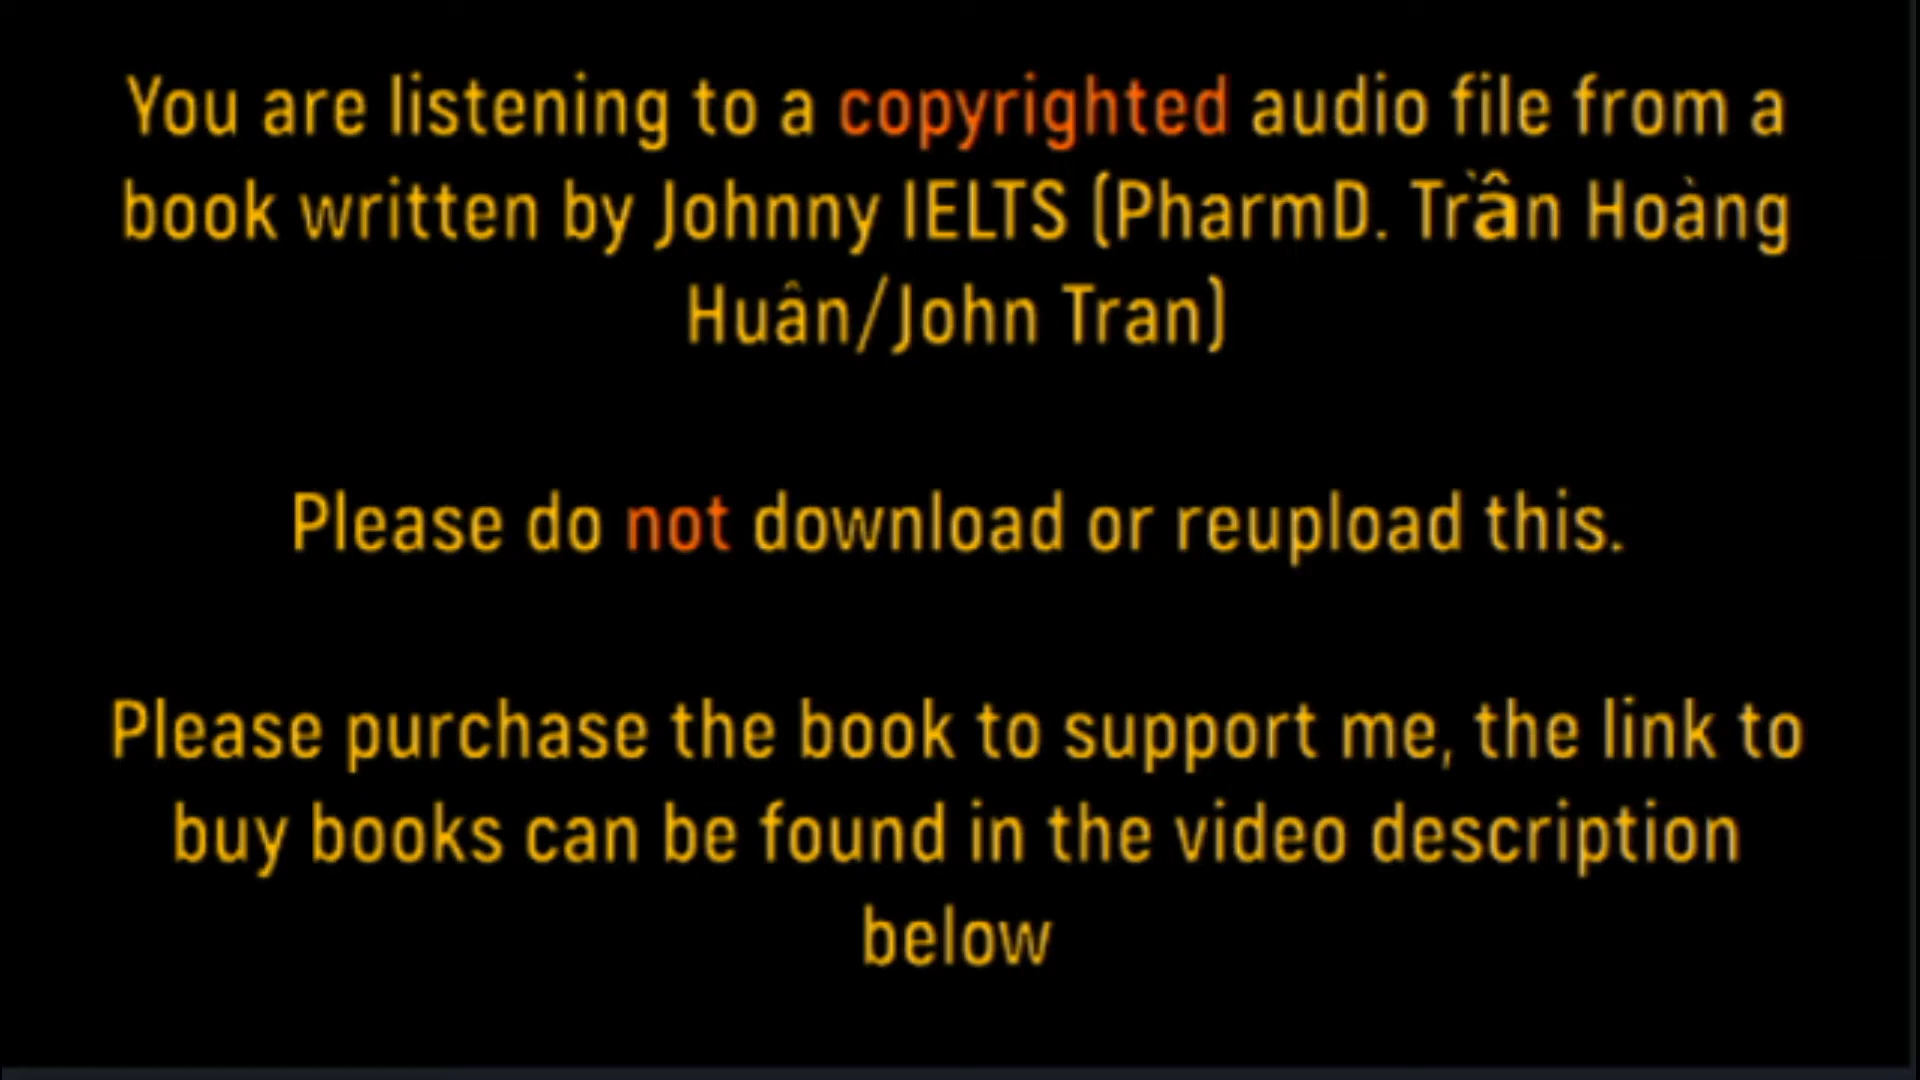 You are listening to a copyrighted audio file from a
book written by Johnny IELTS (PharmD. Trần Hoàng
Huân/John Tran)
Please do not download or reupload this.
Please purchase the book to support me, the link to
buy books can be found in the video description
below